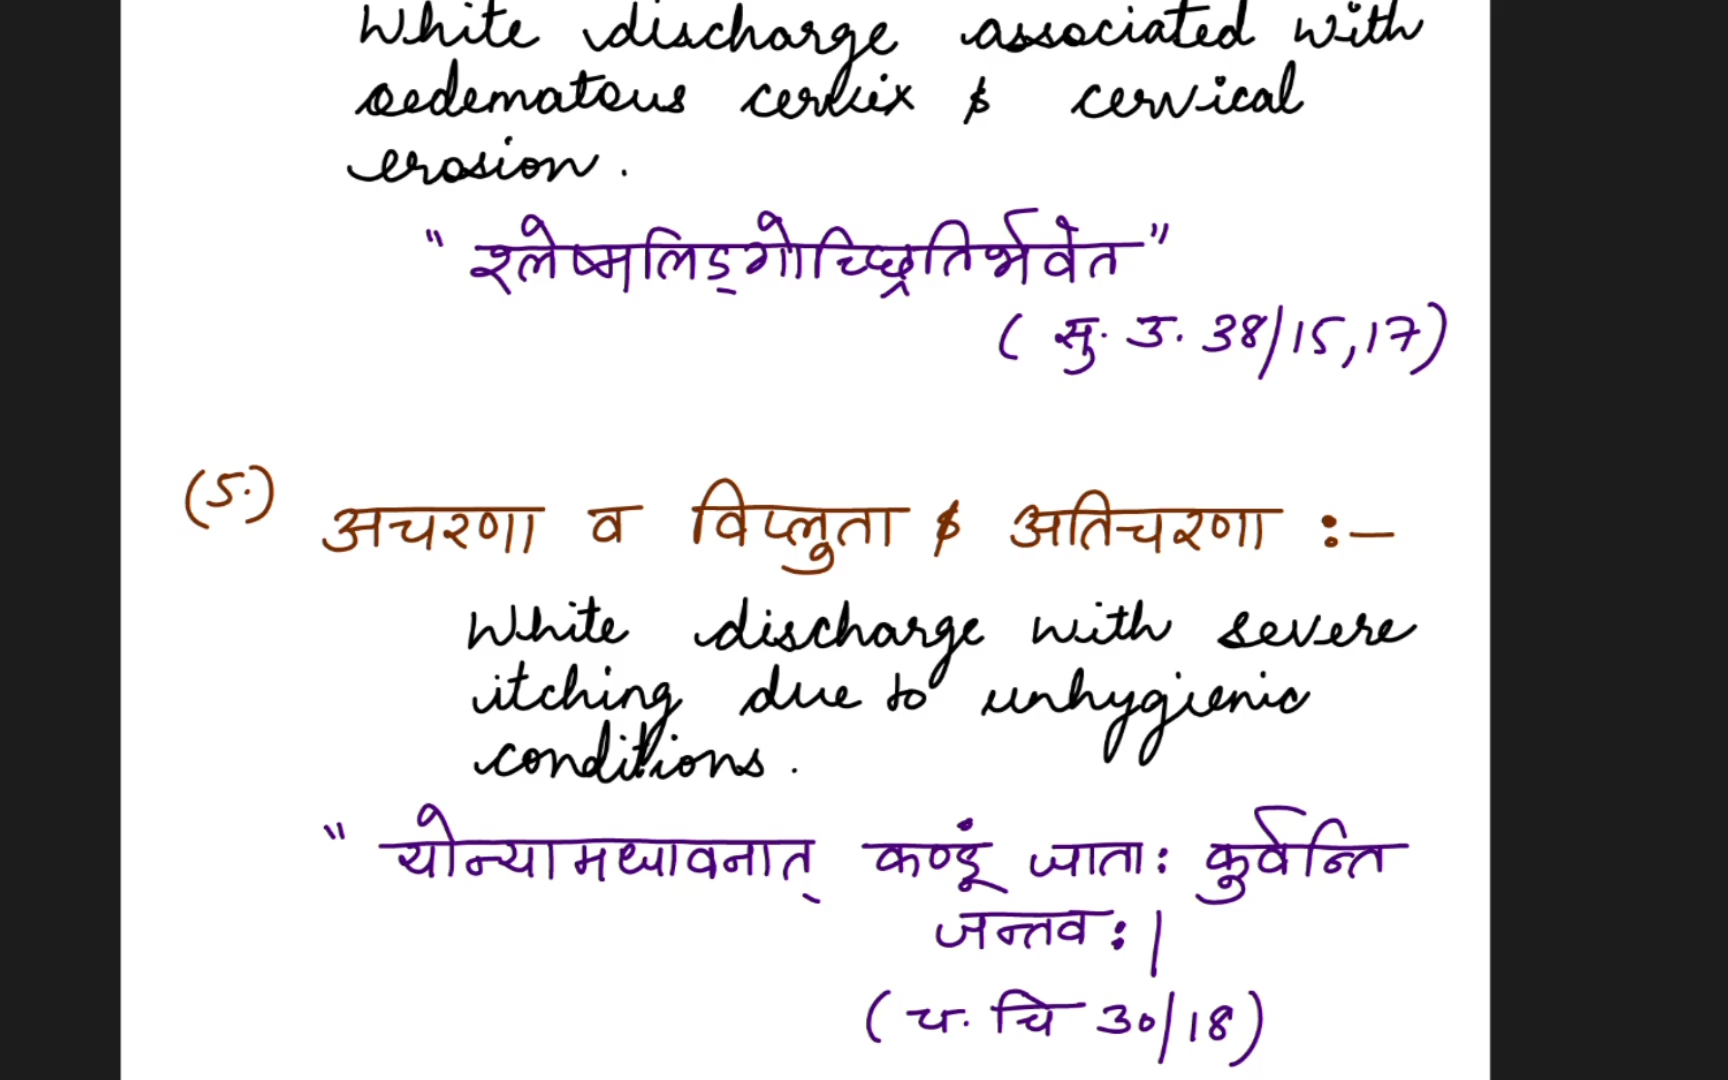 White discharge associated with
oedematous cervix & cervical
erosion.
"श्लेष्मलिङ्गोच्छ्रितिर्भवेत"
(सु. उ. 38/15,17)
(5.) अचरणा व विप्लुता & अतिचरणा :–
White discharge with severe
itching due to unhygienic
conditions.
"योन्यामधावनात् कण्डूं जाताः कुर्वन्ति
जन्तवः|
(च. चि 30/18)